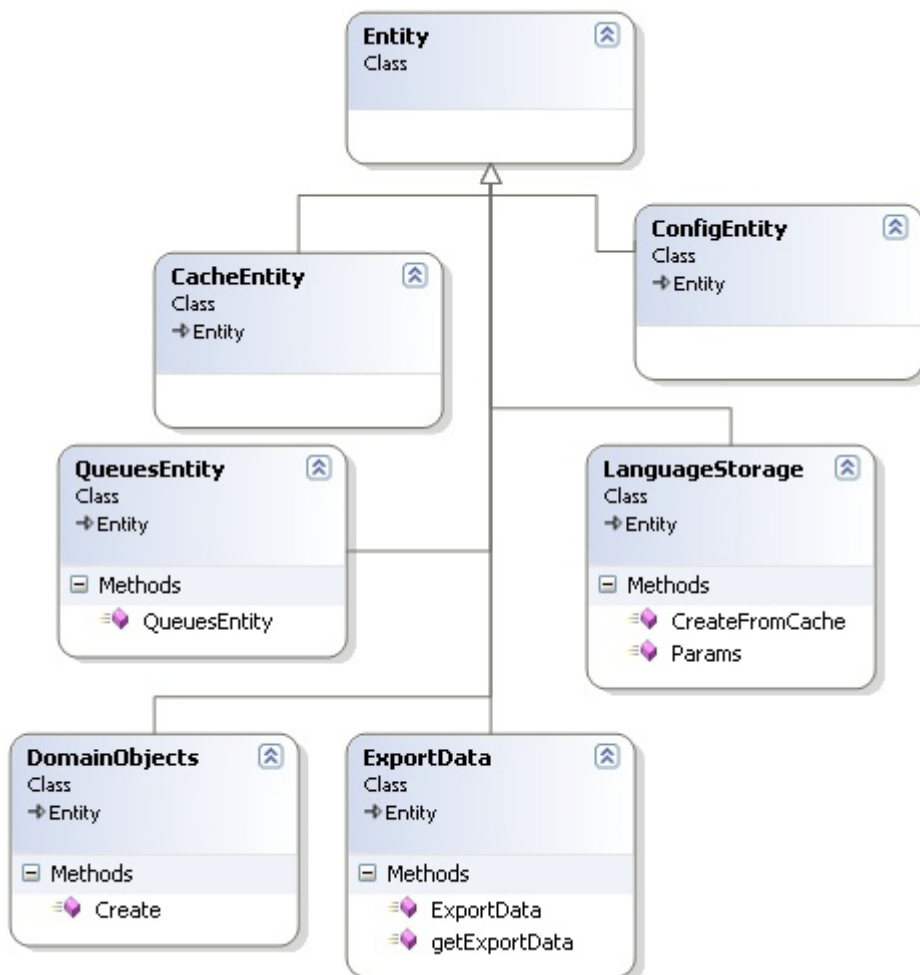 Entity
Class
ConfigEntity
Class
Entity
CacheEntity
Class
Entity
QueuesEntity
Class
Entity
Methods
QueuesEntity
LanguageStorage
Class
Entity
Methods
CreateFromCache
Params
DomainObjects
Class
Entity
Methods
Create
ExportData
Class
Entity
Methods
ExportData
getExportData